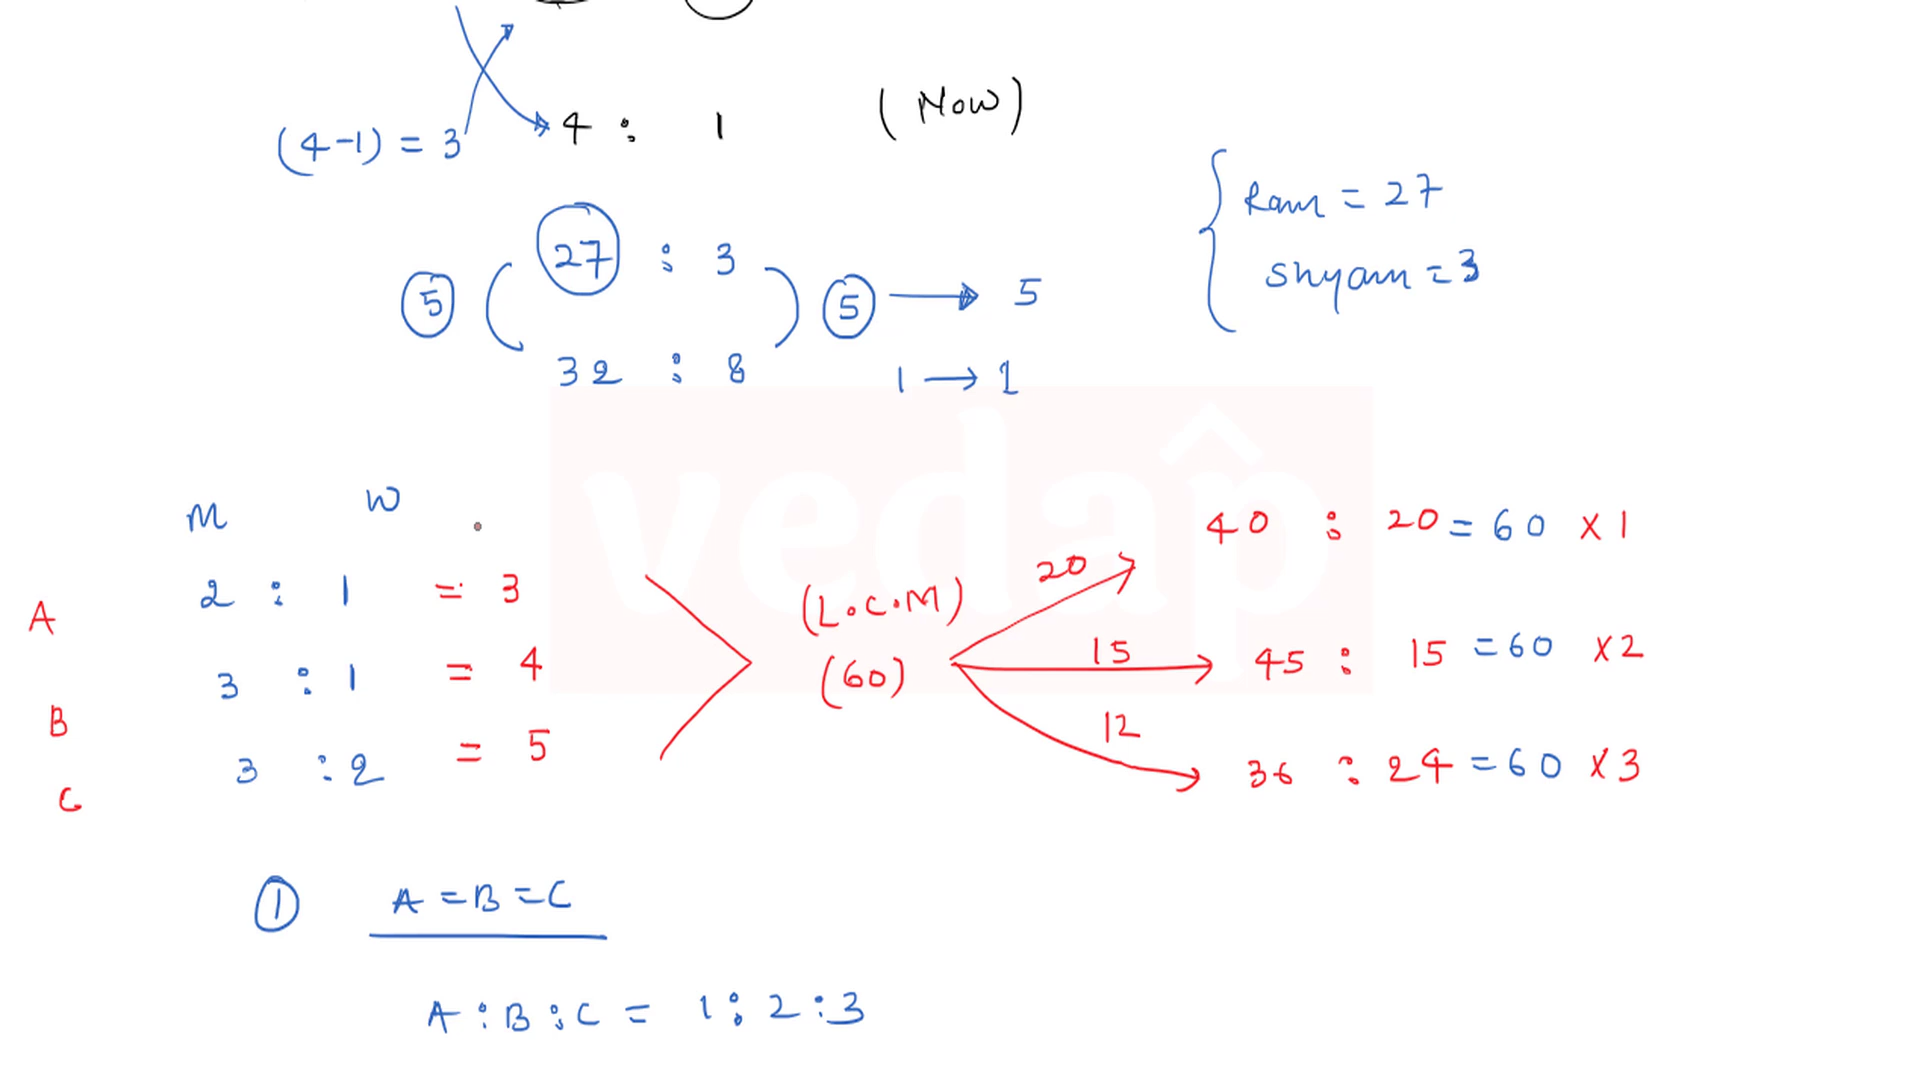 4 : 1 (Now)
(4-1) = 3
Ram = 27
27 : 3
Shyam = 3
5 ( ) 5 → 5
32 : 8 1 → 1
vedap
M W
40 : 20 = 60 x 1
20
2 : 1 = 3
(L.C.M)
A
15
45 : 15 = 60 x2
3 : 1 = 4
(60)
B
12
3 : 2 = 5
36 : 24 = 60 x3
C
1 A = B = C
A : B : C = 1 : 2 : 3